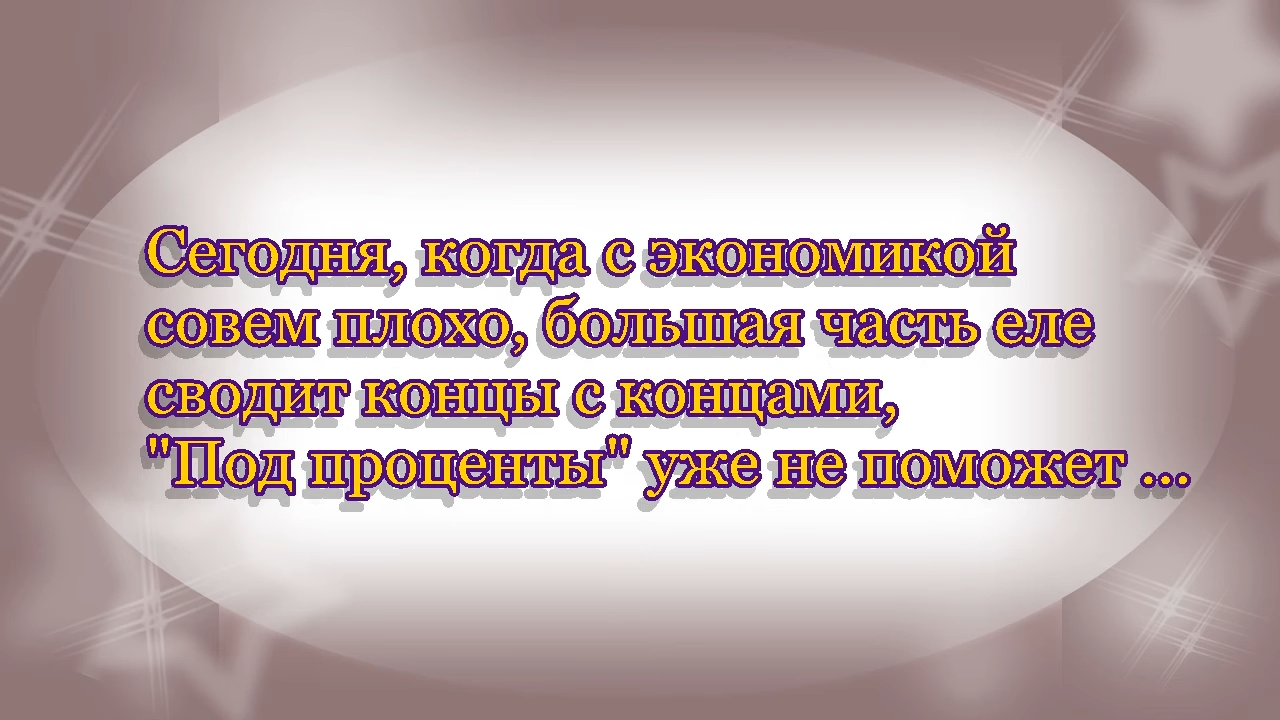 Сегодня, когда с экономикой
совем плохо, большая часть еле
сводит концы с концами,
"Под проценты" уже не поможет ...